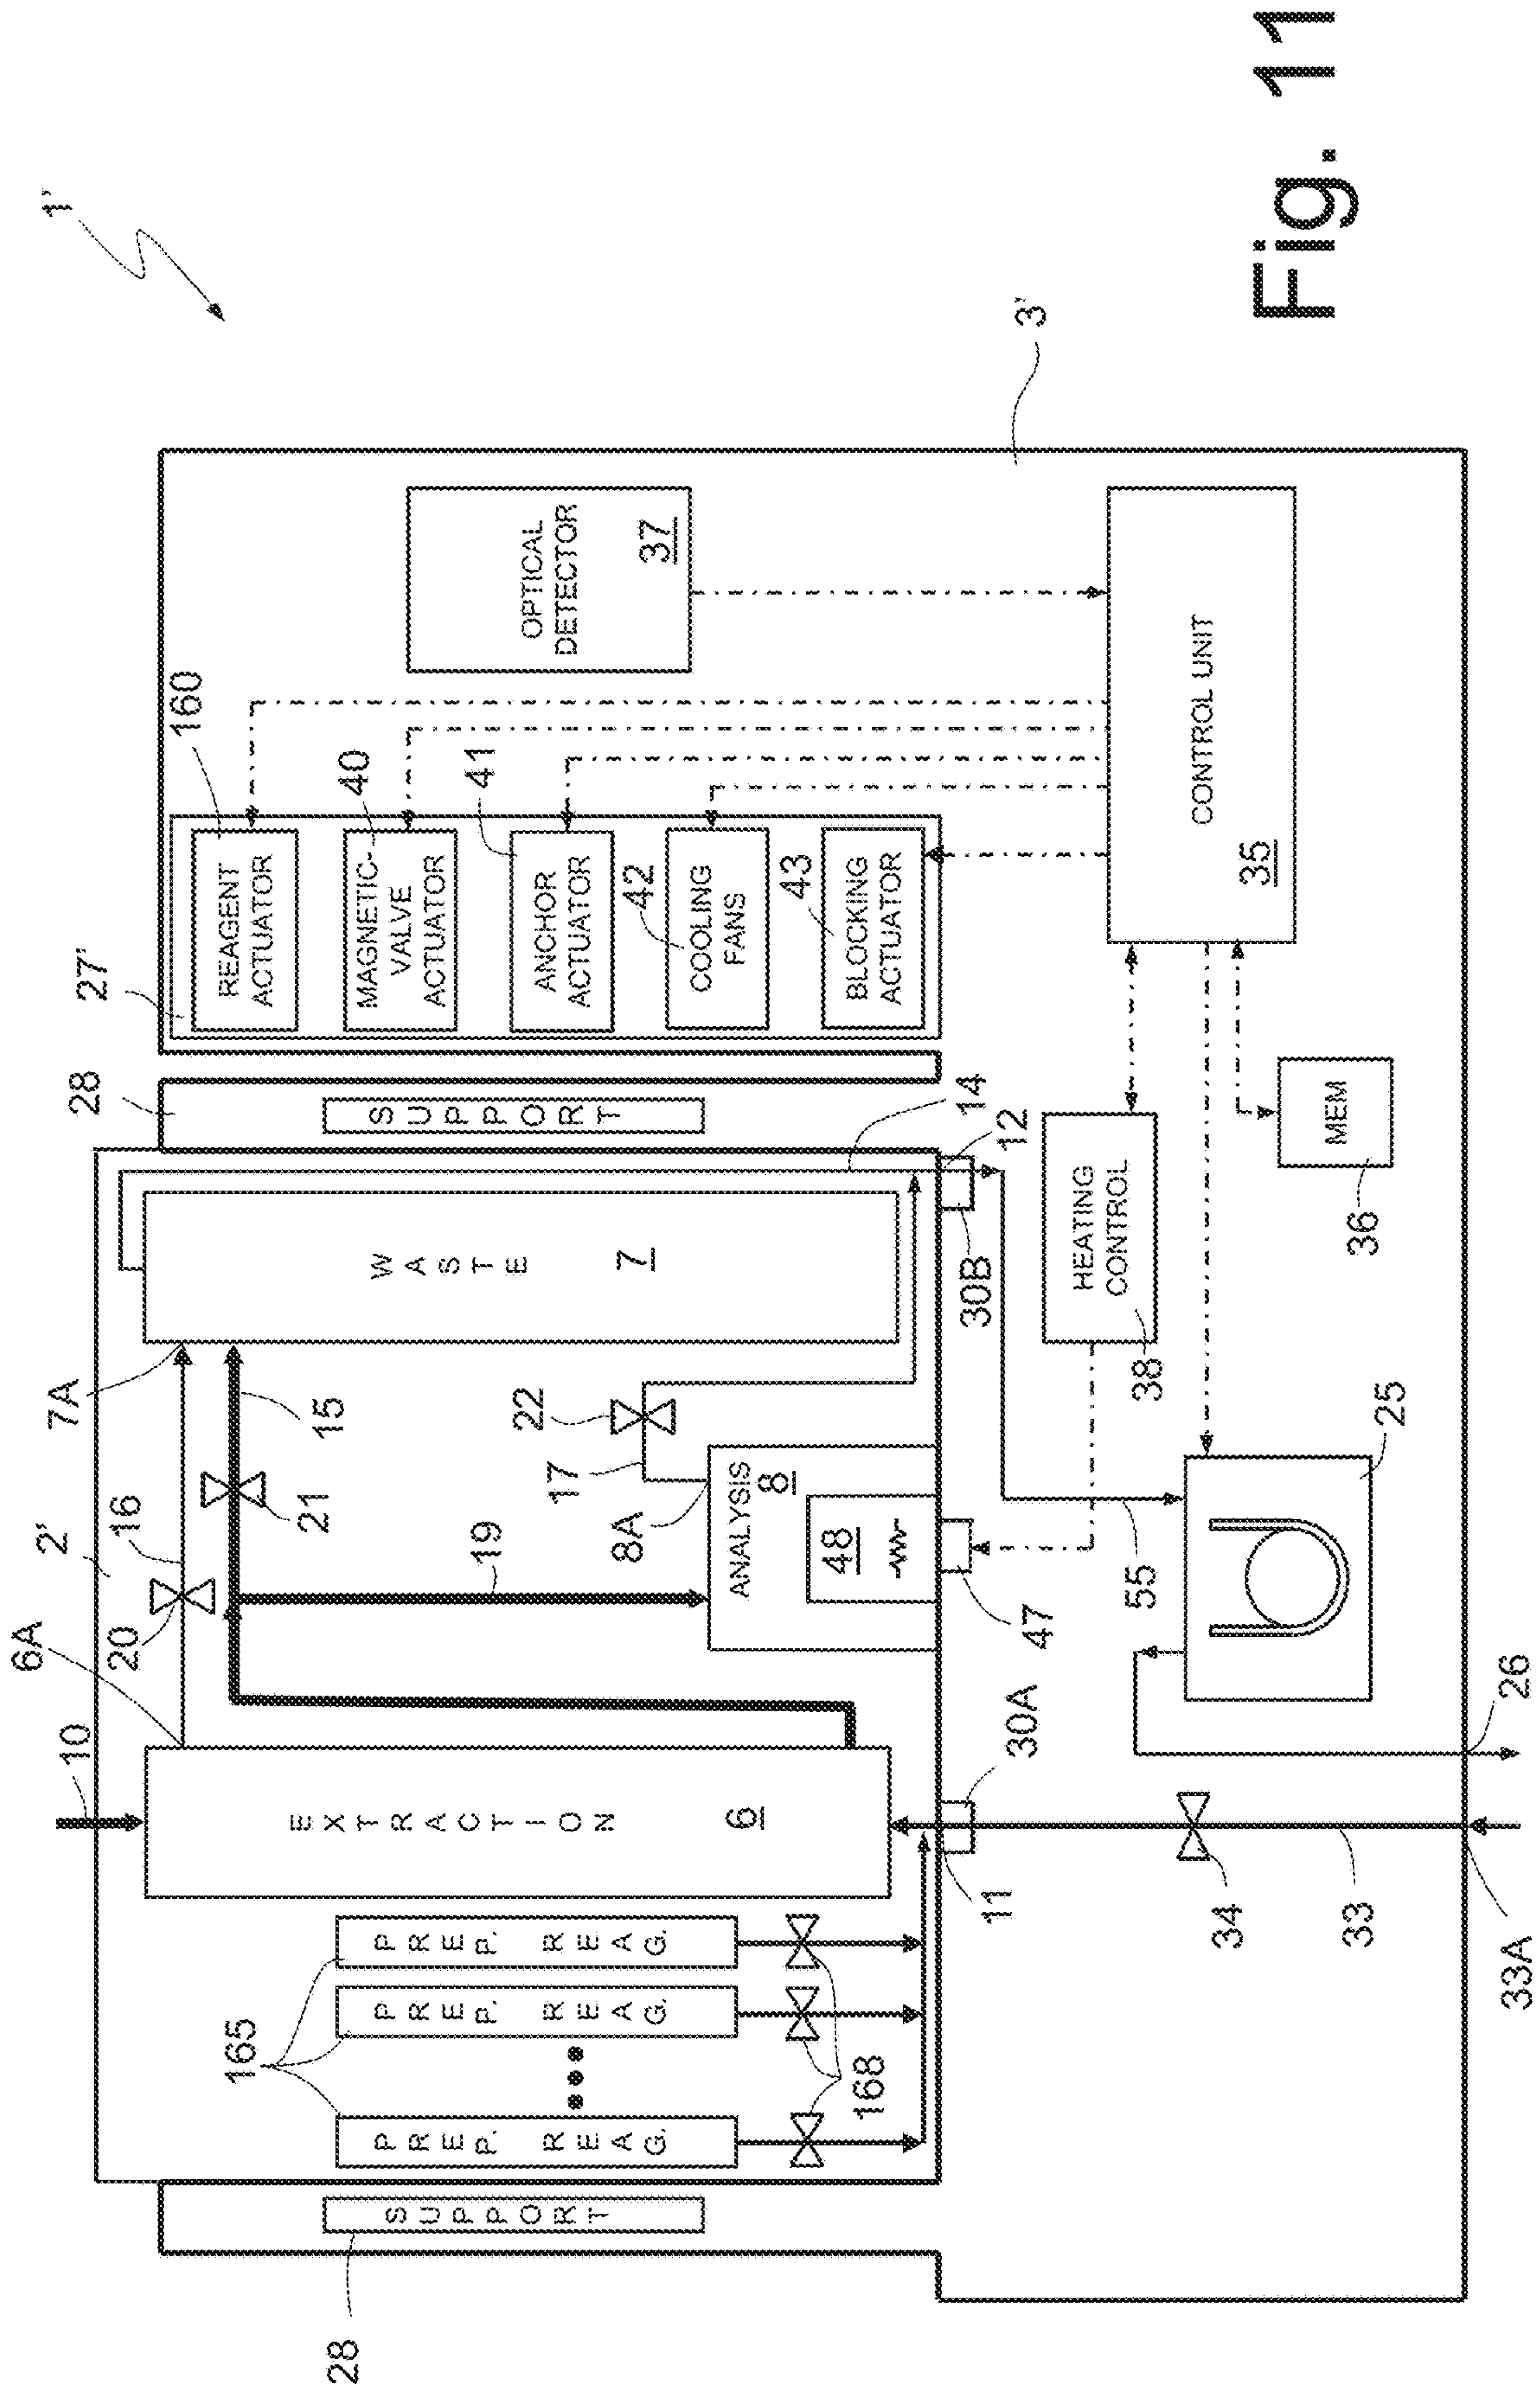 1'
10
6A
2'
16
20
7A
28
27'
160
REAGENT
ACTUATOR
MAGNETIC-
VALVE
ACTUATOR
40
ANCHOR
ACTUATOR
41
COOLING
FANS
42
BLOCKING
ACTUATOR
43
OPTICAL
DETECTOR
37
3'
SUPPORT
28
165
PREP. REAG.
PREP. REAG.
PREP. REAG.
168
EXTRACTION
6
19
21
15
17
22
8A
ANALYSIS
8
48
WASTE
7
SUPPORT
14
12
11
30A
47
30B
HEATING
CONTROL
38
CONTROL UNIT
35
MEM
36
34
33
55
25
33A
26
Fig. 11